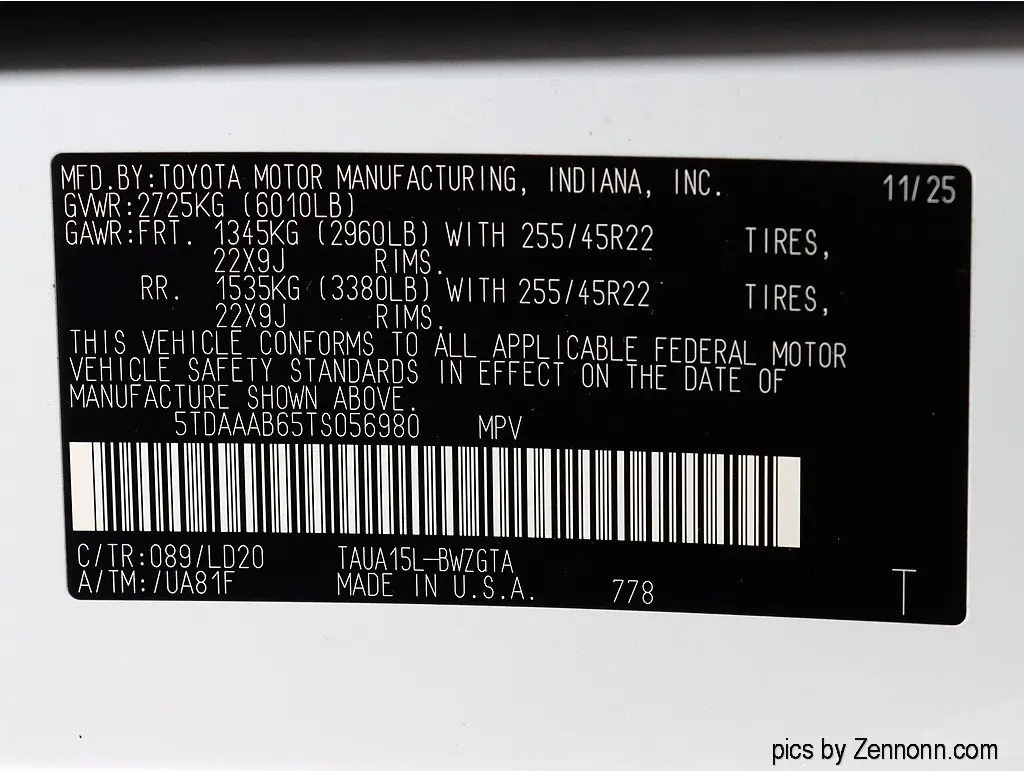 MFD.BY:TOYOTA MOTOR MANUFACTURING, INDIANA, INC. 11/25
GVWR:2725KG (6010LB)
GAWR:FRT. 1345KG (2960LB) WITH 255/45R22 TIRES,
22X9J RIMS.
RR. 1535KG (3380LB) WITH 255/45R22 TIRES,
22X9J RIMS.
THIS VEHICLE CONFORMS TO ALL APPLICABLE FEDERAL MOTOR
VEHICLE SAFETY STANDARDS IN EFFECT ON THE DATE OF
MANUFACTURE SHOWN ABOVE.
5TDAAAB65TS056980 MPV
C/TR:089/LD20 TAUA15L-BWZGTA
A/TM:/UA81F MADE IN U.S.A. 778 T
pics by Zennonn.com